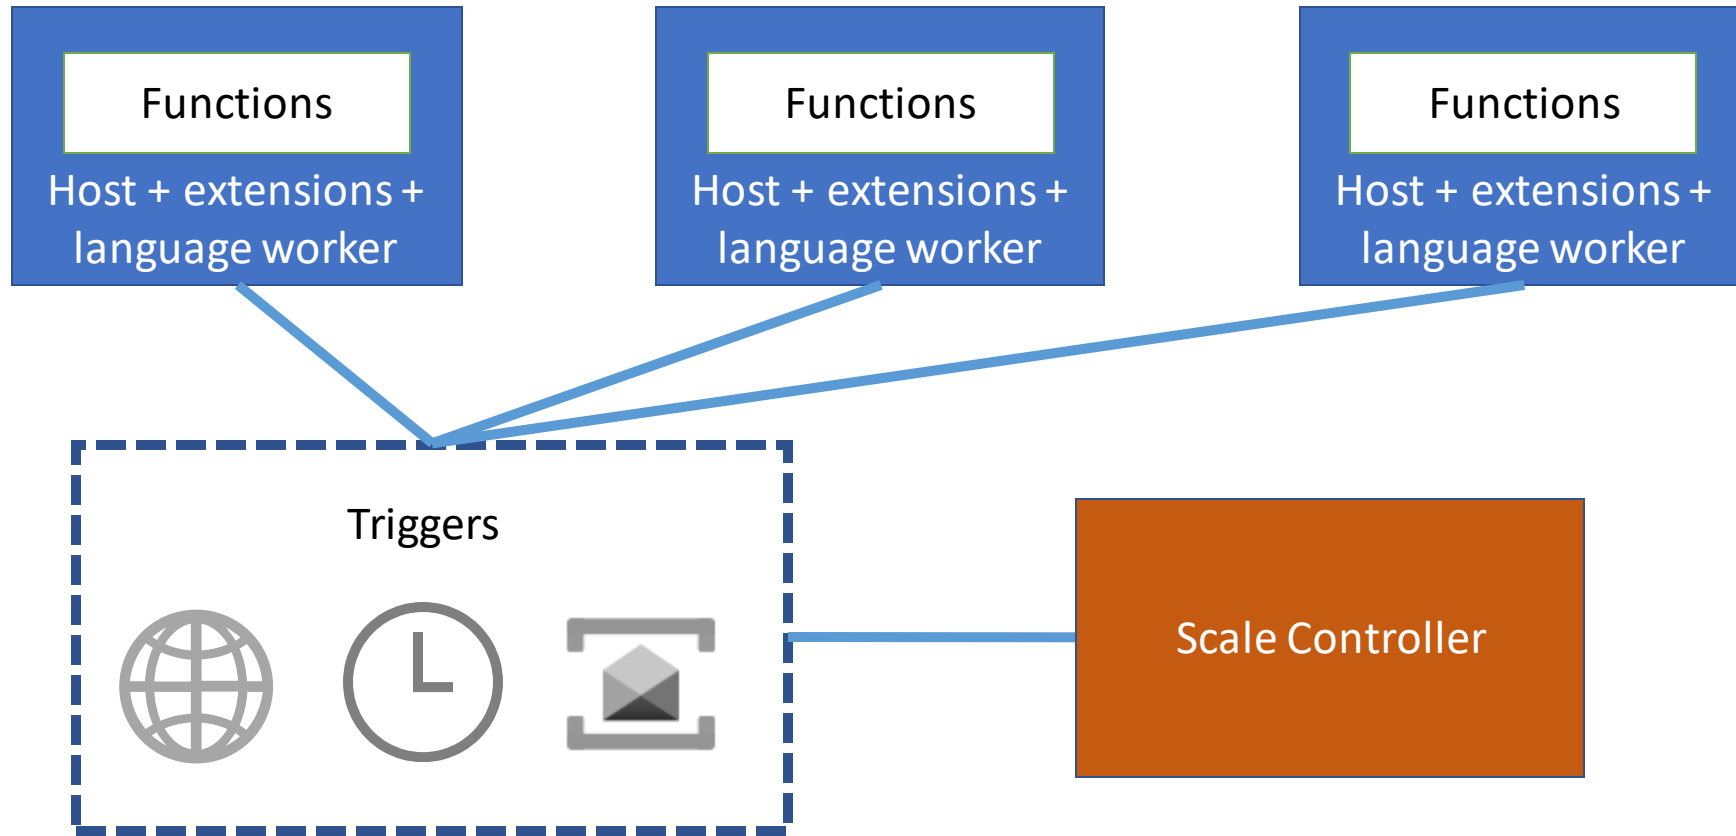 Functions
Host + extensions +
language worker
Functions
Host + extensions +
language worker
Functions
Host + extensions +
language worker
Triggers
Scale Controller